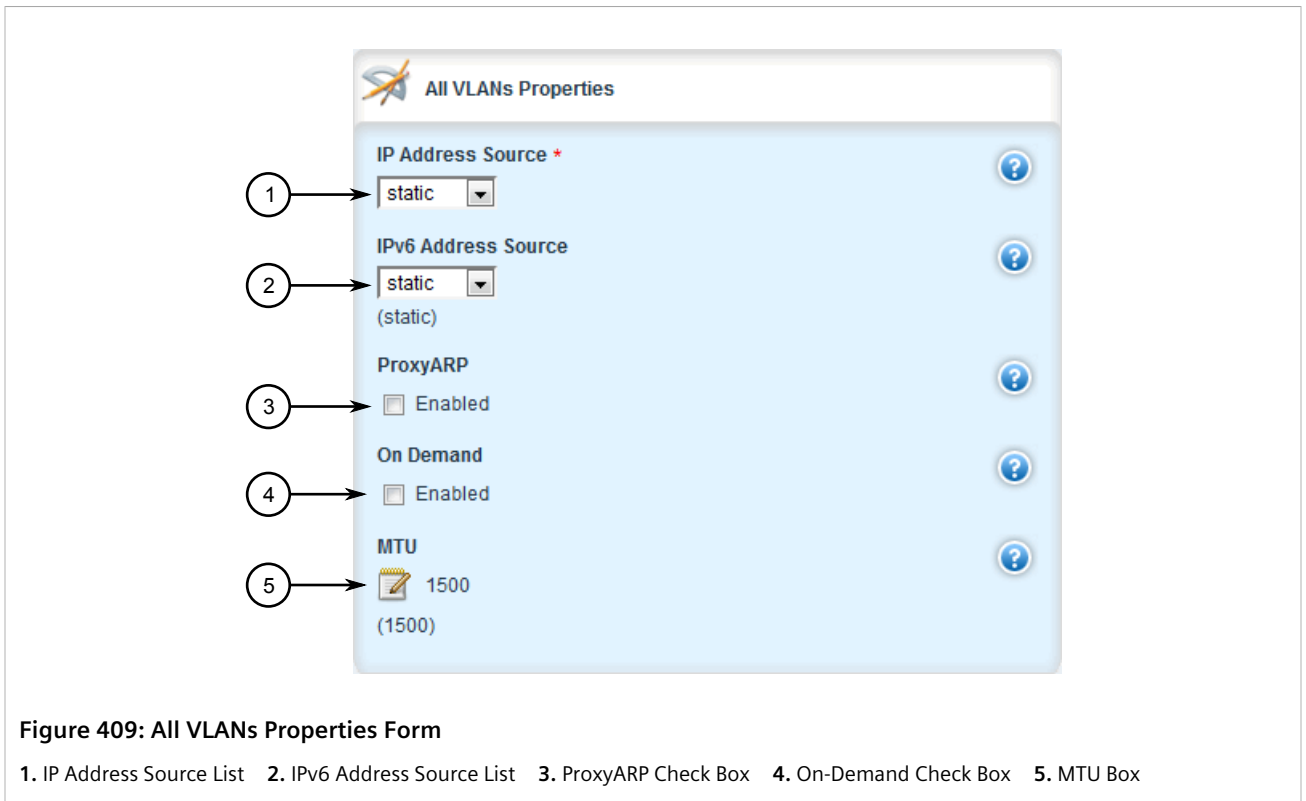 All VLANs Properties
IP Address Source *
1
static
IPv6 Address Source
2
static
(static)
ProxyARP
3
Enabled
On Demand
4
Enabled
MTU
5
1500
(1500)
Figure 409: All VLANs Properties Form
1. IP Address Source List 2. IPv6 Address Source List 3. ProxyARP Check Box 4. On-Demand Check Box 5. MTU Box